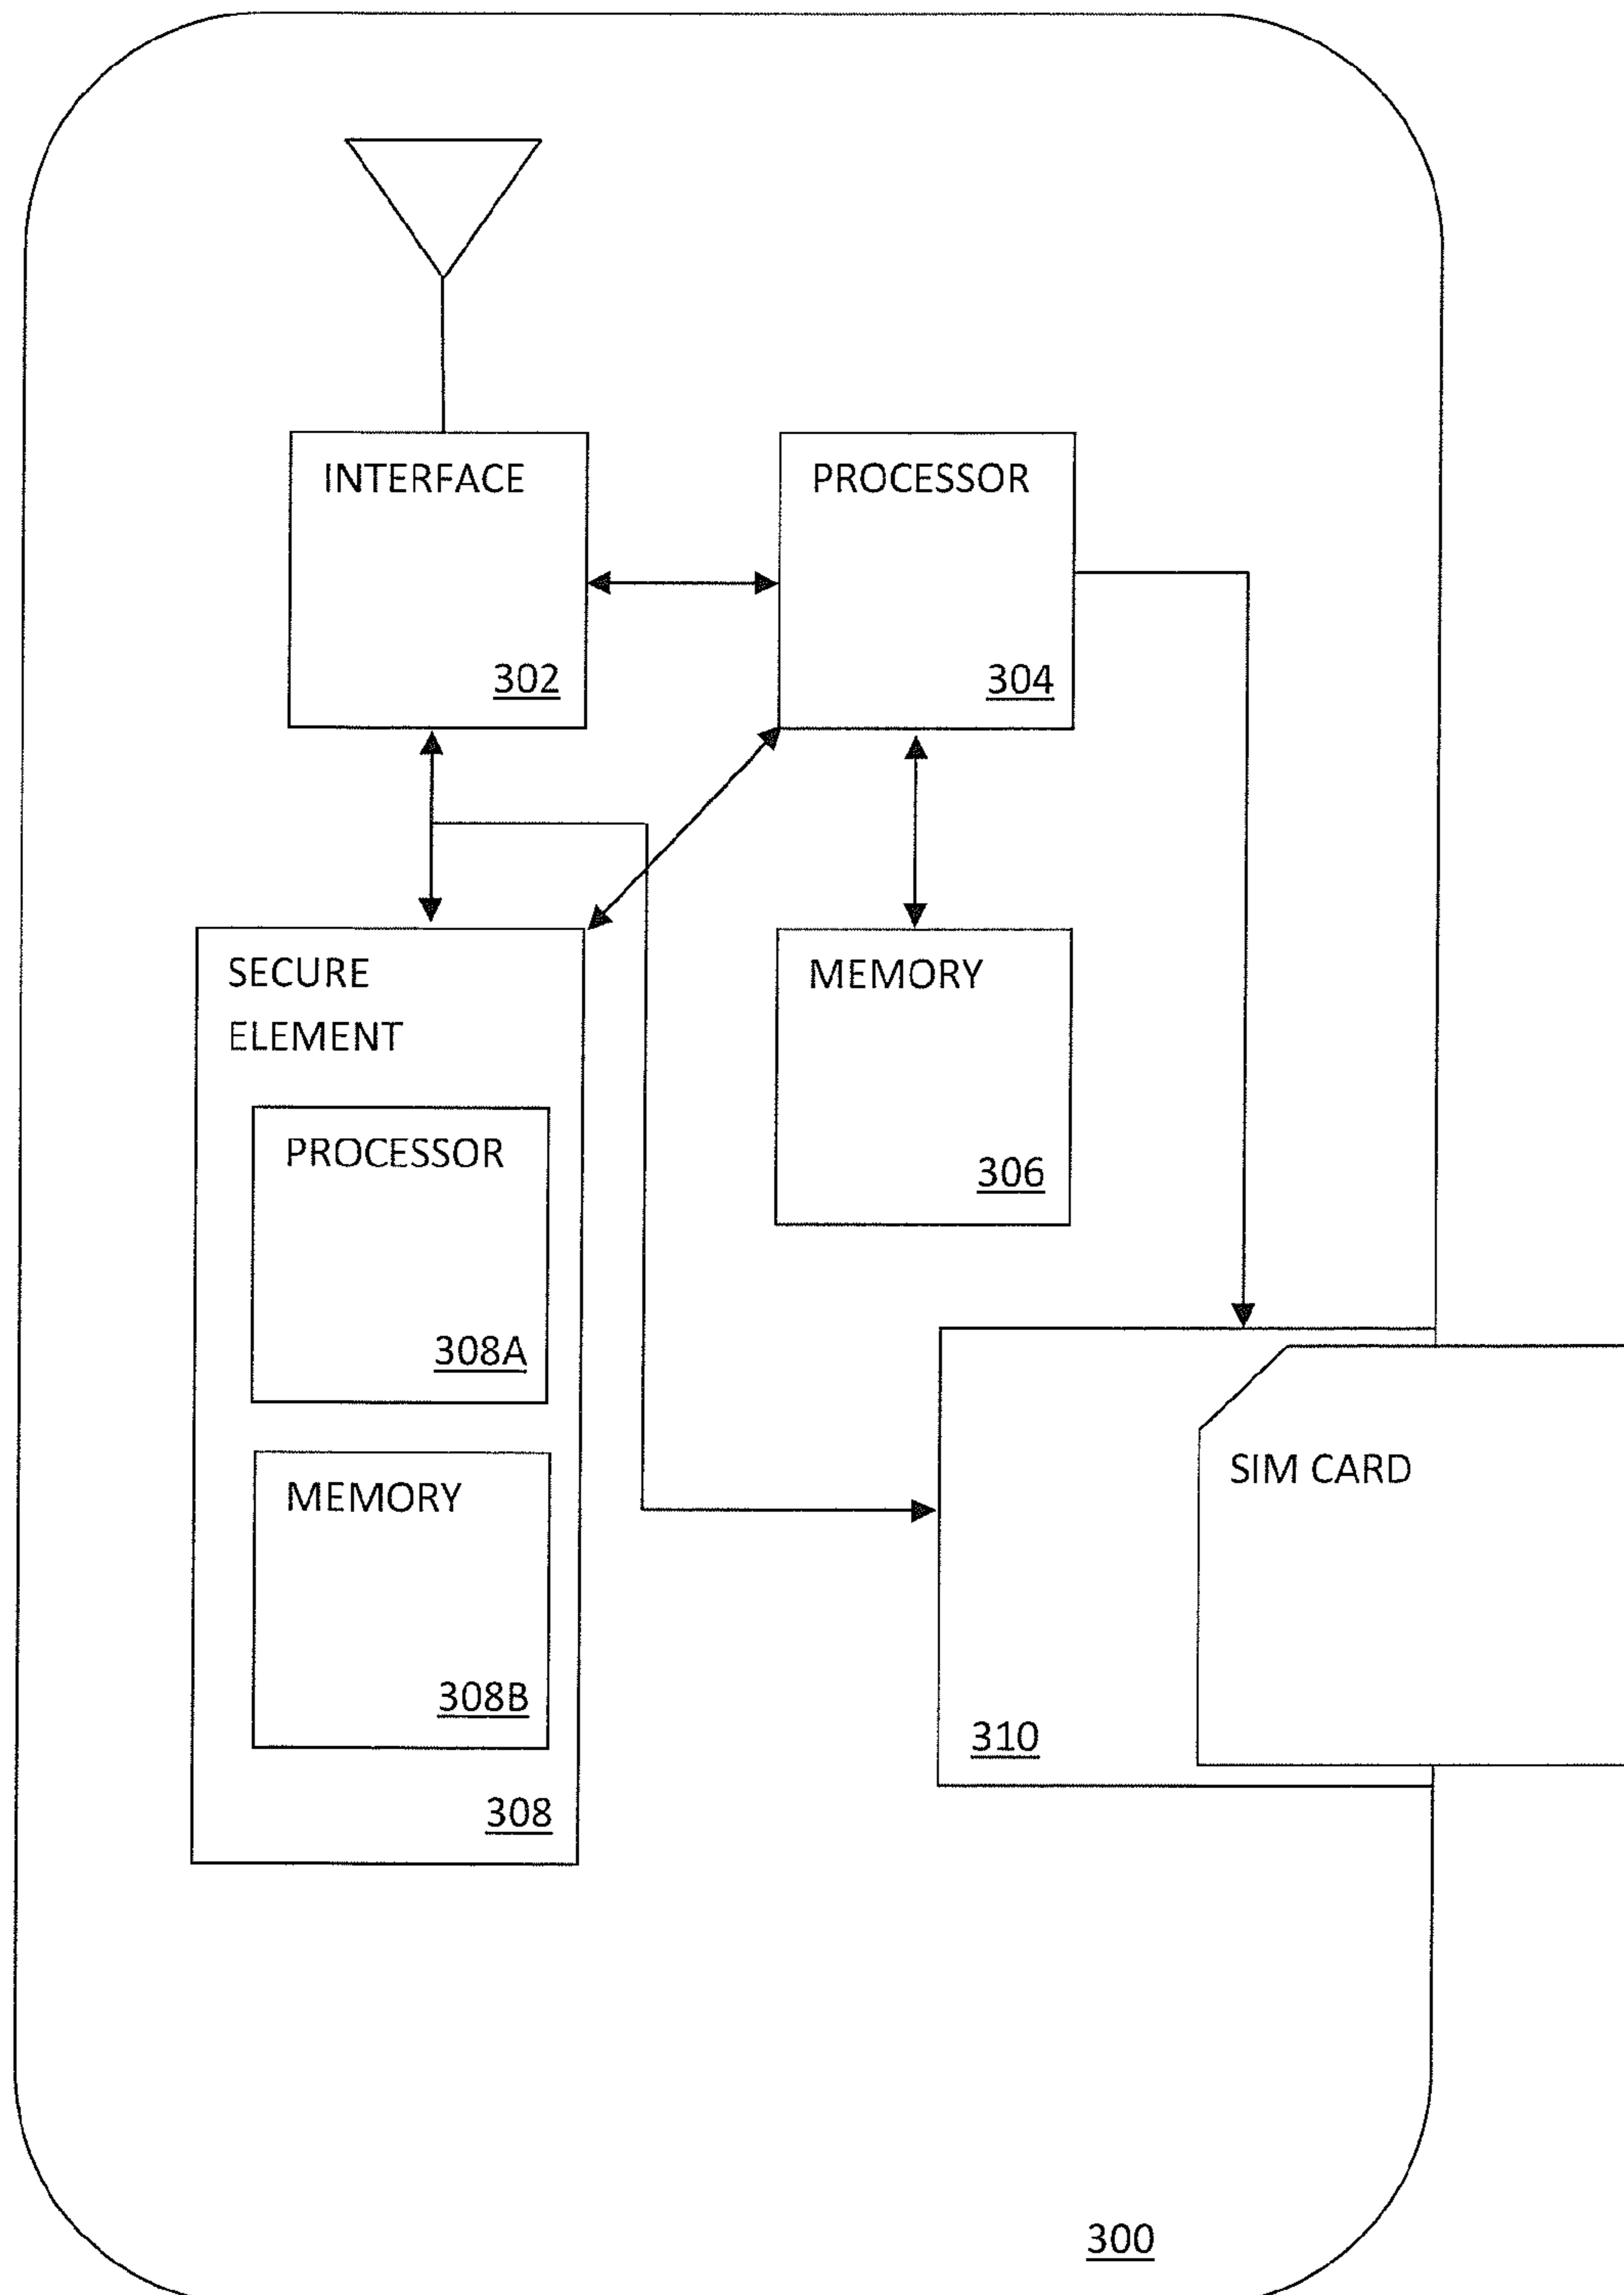 INTERFACE
302
PROCESSOR
304
SECURE
ELEMENT
PROCESSOR
308A
MEMORY
308B
308
MEMORY
306
SIM CARD
310
300